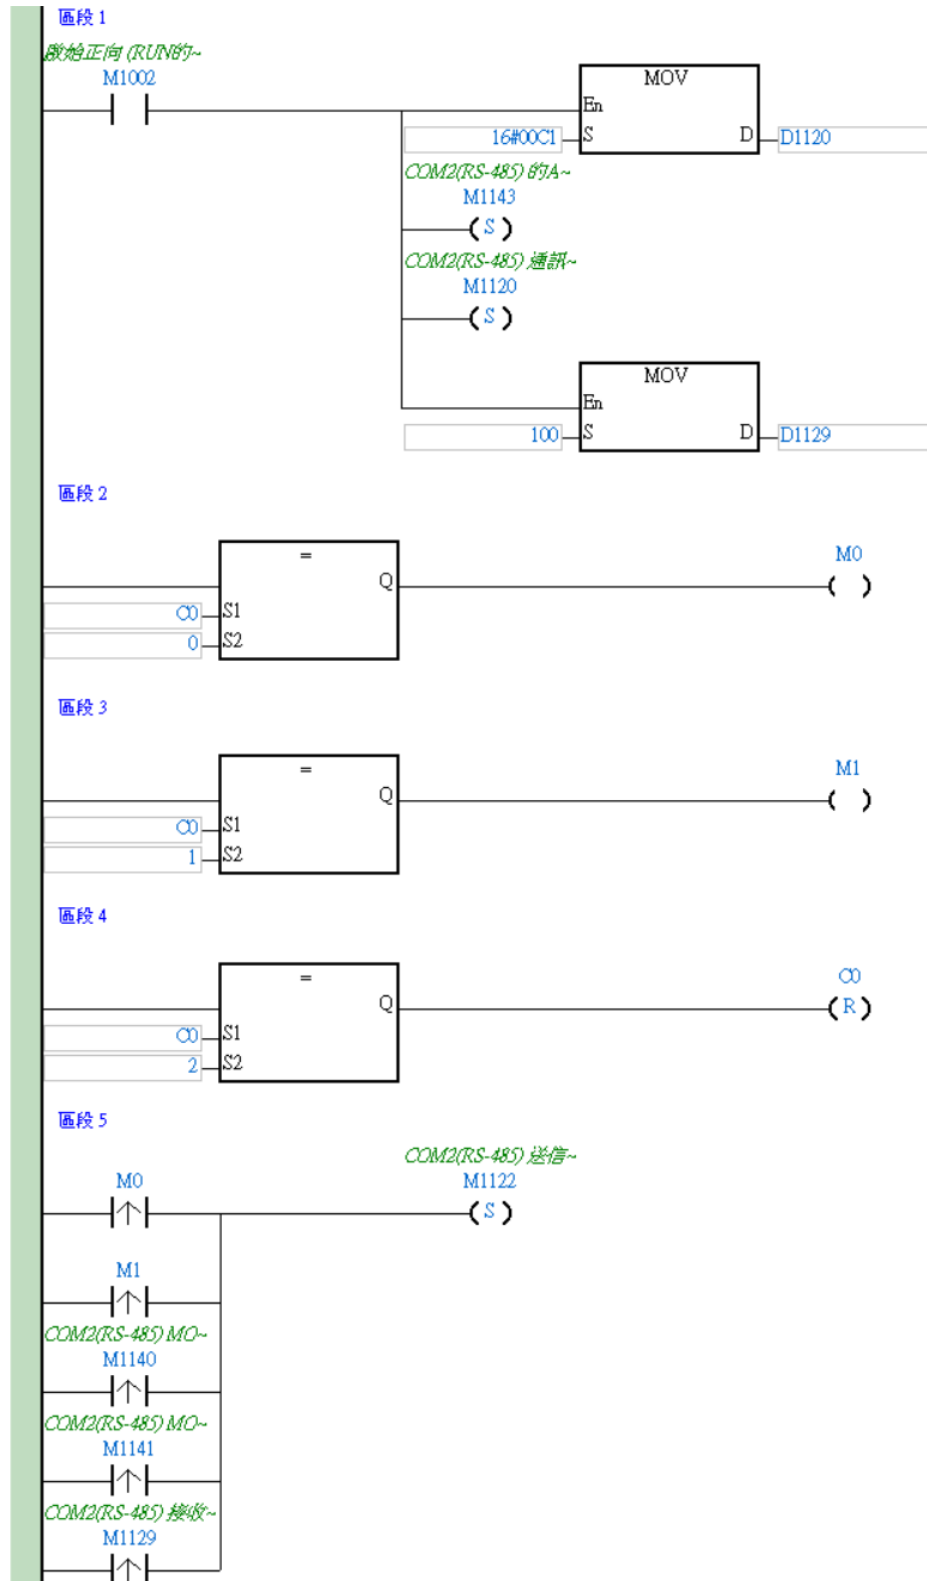 區段 1
啟始正向 (RUN的~
M1002
MOV
En
16#00C1 S D D1120
COM2(RS-485) 的A~
M1143
( S )
COM2(RS-485) 通訊~
M1120
( S )
MOV
En
100 S D D1129
區段 2
= M0
Q ( )
C0 S1
0 S2
區段 3
= M1
Q ( )
C0 S1
1 S2
區段 4
= C0
Q ( R )
C0 S1
2 S2
區段 5
COM2(RS-485) 送信~
M0 M1122
( S )
M1
COM2(RS-485) MO~
M1140
COM2(RS-485) MO~
M1141
COM2(RS-485) 接收~
M1129